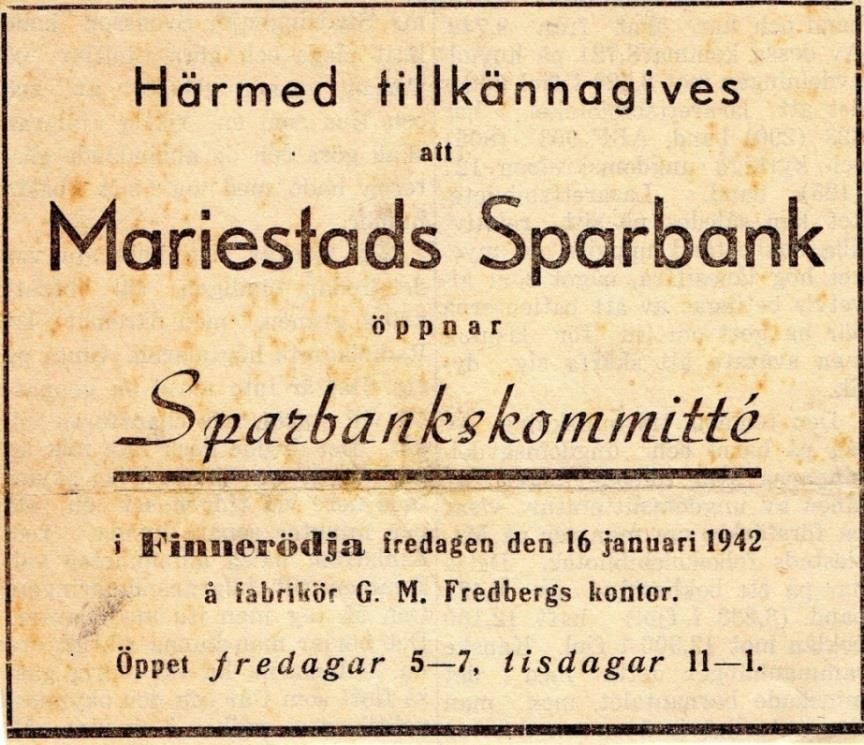 Härmed tillkännagives
att
Mariestads Sparbank
öppnar
Sparbankskommitté
i Finnerödja fredagen den 16 januari 1942
å fabrikör G. M. Fredbergs kontor.
Öppet fredagar 5—7, tisdagar 11—1.